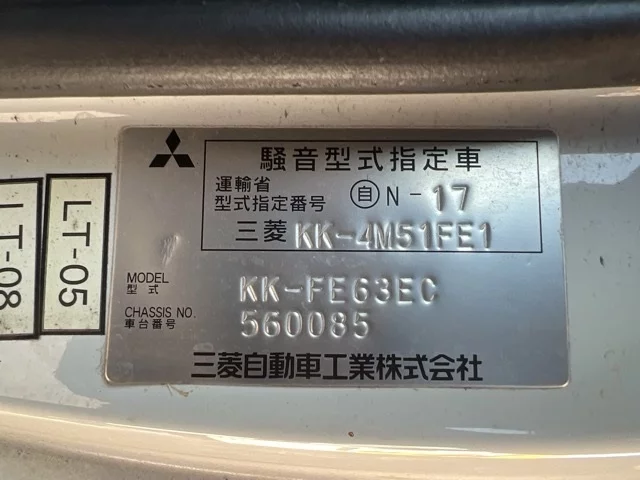 騒音型式指定車
運輸省
型式指定番号 自 N-17
三菱 KK-4M51FE1
MODEL
型式
KK-FE63EC
CHASSIS NO.
車台番号
560085
三菱自動車工業株式会社
LT-05
LT-08